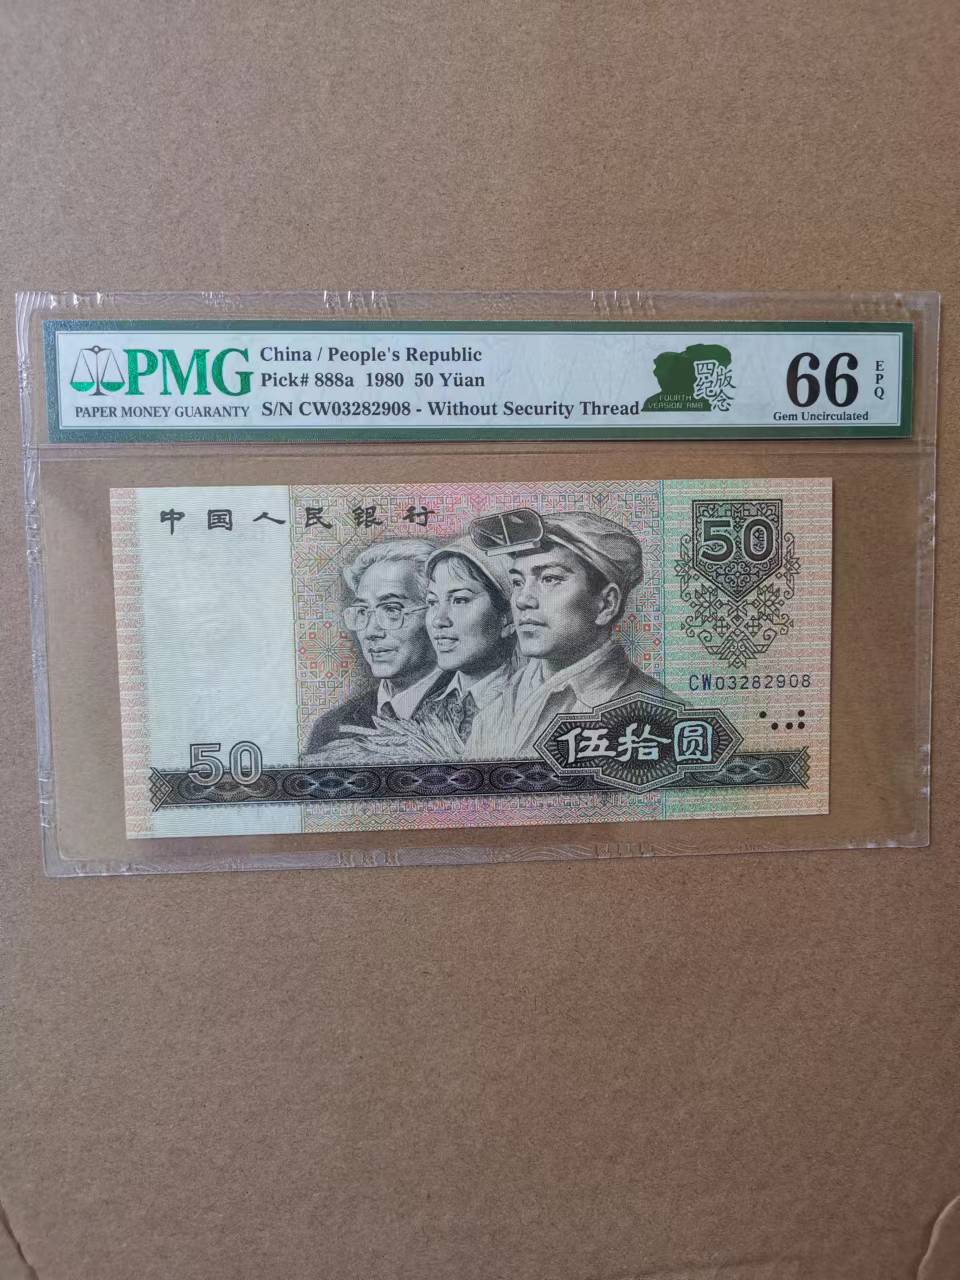 PMG
PAPER MONEY GUARANTY
China / People's Republic
Pick# 888a 1980 50 Yüan
S/N CW03282908 - Without Security Thread
四版
纪念
FOURTH
VERSION RMB
66
EPQ
Gem Uncirculated
中国人民银行
50
CW03282908
伍拾圆
50